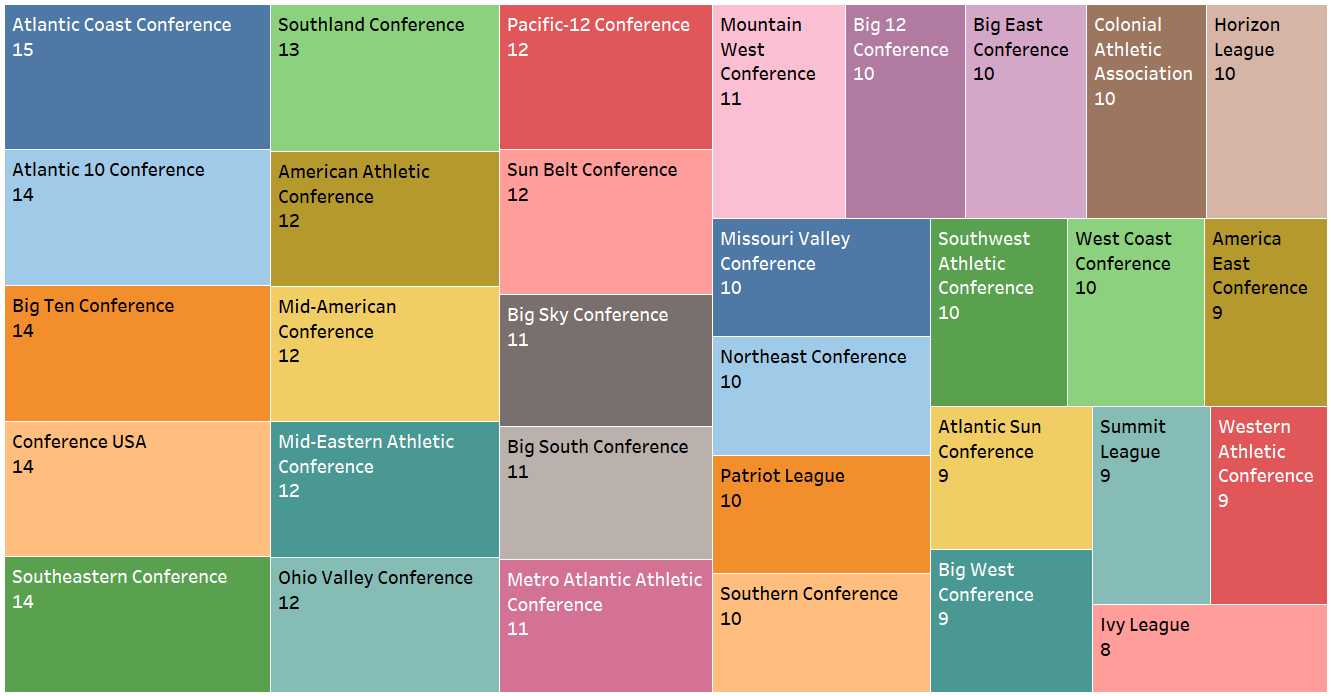 Atlantic Coast Conference
15
Atlantic 10 Conference
14
Big Ten Conference
14
Conference USA
14
Southeastern Conference
14
Southland Conference
13
American Athletic
Conference
12
Mid-American
Conference
12
Mid-Eastern Athletic
Conference
12
Ohio Valley Conference
12
Pacific-12 Conference
12
Sun Belt Conference
12
Big Sky Conference
11
Big South Conference
11
Metro Atlantic Athletic
Conference
11
Mountain
West
Conference
11
Big 12
Conference
10
Big East
Conference
10
Colonial
Athletic
Association
10
Horizon
League
10
Missouri Valley
Conference
10
Northeast Conference
10
Patriot League
10
Southern Conference
10
Southwest
Athletic
Conference
10
West Coast
Conference
10
America
East
Conference
9
Atlantic Sun
Conference
9
Big West
Conference
9
Summit
League
9
Western
Athletic
Conference
9
Ivy League
8